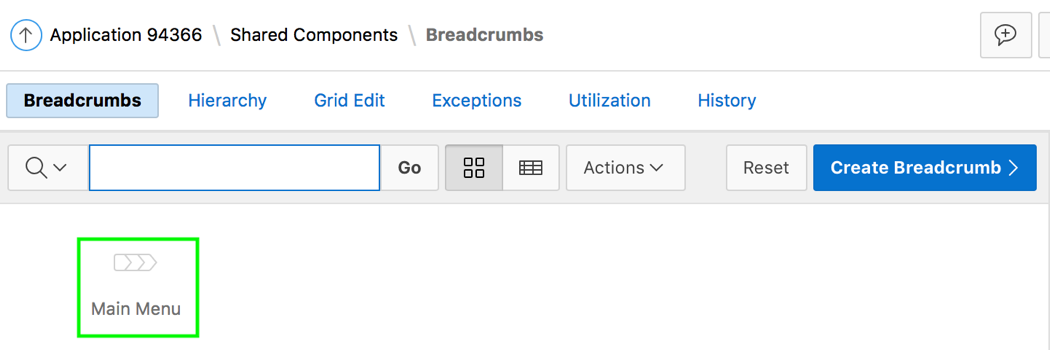 Application 94366 \ Shared Components \ Breadcrumbs
Breadcrumbs Hierarchy Grid Edit Exceptions Utilization History
Go Actions Reset Create Breadcrumb
Main Menu